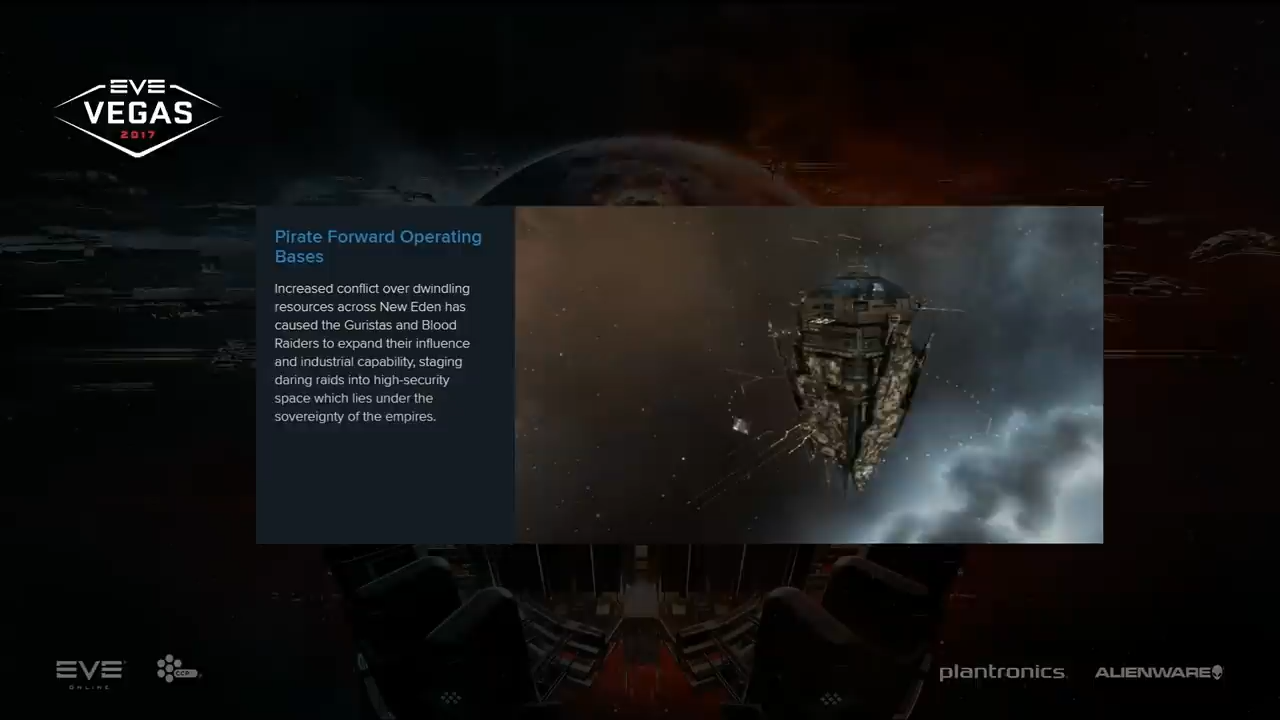 EVE
VEGAS
2017
Pirate Forward Operating
Bases
Increased conflict over dwindling
resources across New Eden has
caused the Guristas and Blood
Raiders to expand their influence
and industrial capability, staging
daring raids into high-security
space which lies under the
sovereignty of the empires.
EVE
ONLINE
CCP
plantronics
ALIENWARE